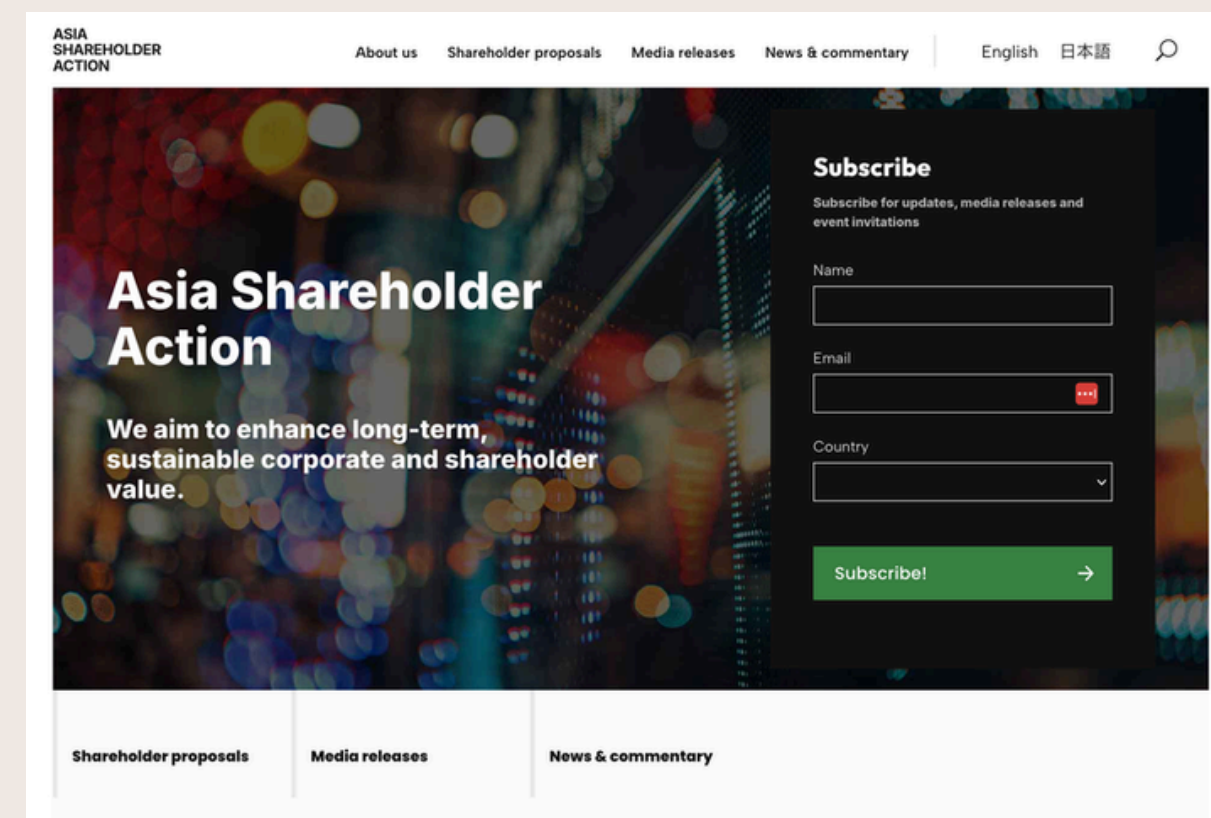 ASIA
SHAREHOLDER
ACTION
About us Shareholder proposals Media releases News & commentary English 日本語
Asia Shareholder
Action
We aim to enhance long-term,
sustainable corporate and shareholder
value.
Subscribe
Subscribe for updates, media releases and
event invitations
Name
Email
Country
Subscribe!
Shareholder proposals Media releases News & commentary